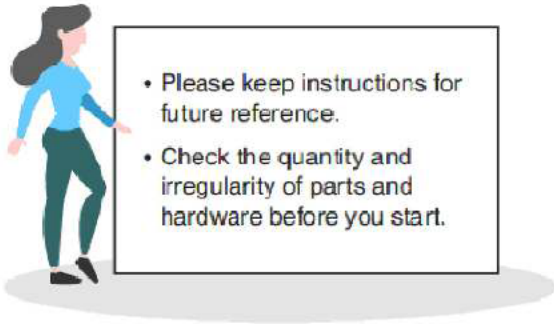 • Please keep instructions for
future reference.
• Check the quantity and
irregularity of parts and
hardware before you start.